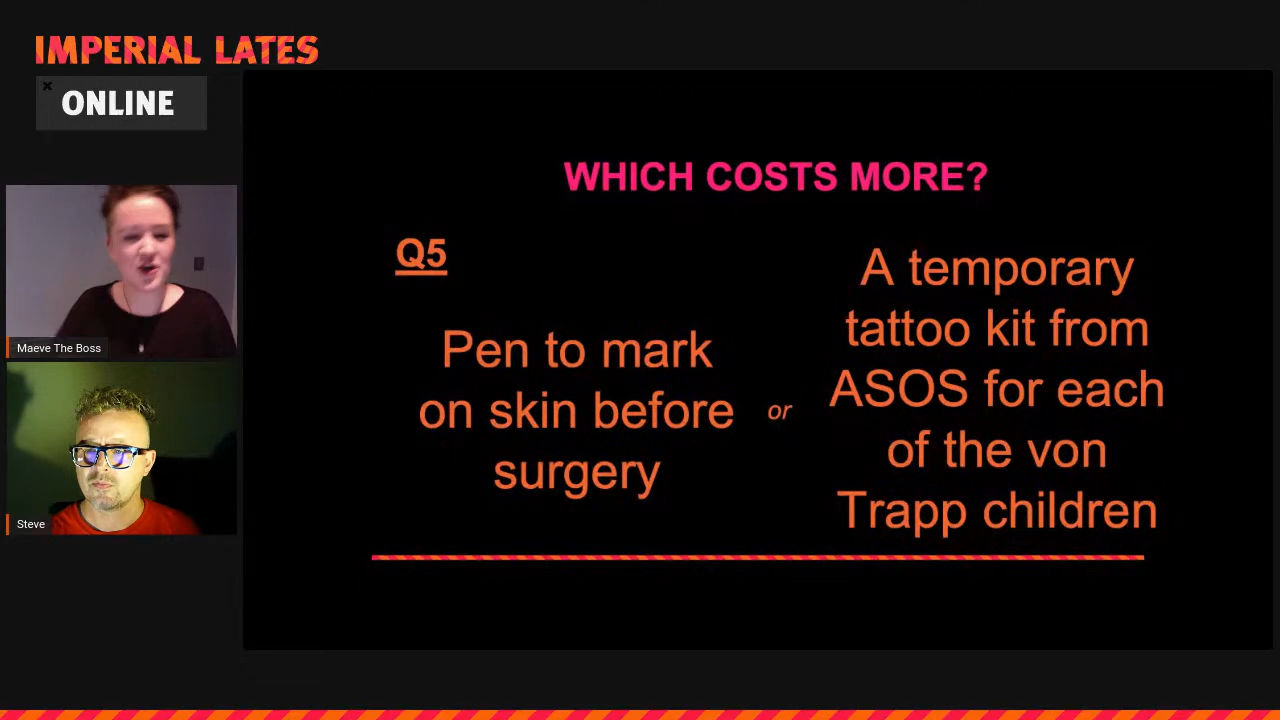 IMPERIAL LATES
ONLINE
WHICH COSTS MORE?
Q5
Pen to mark
on skin before
surgery
or
A temporary
tattoo kit from
ASOS for each
of the von
Trapp children
Maeve The Boss
Steve